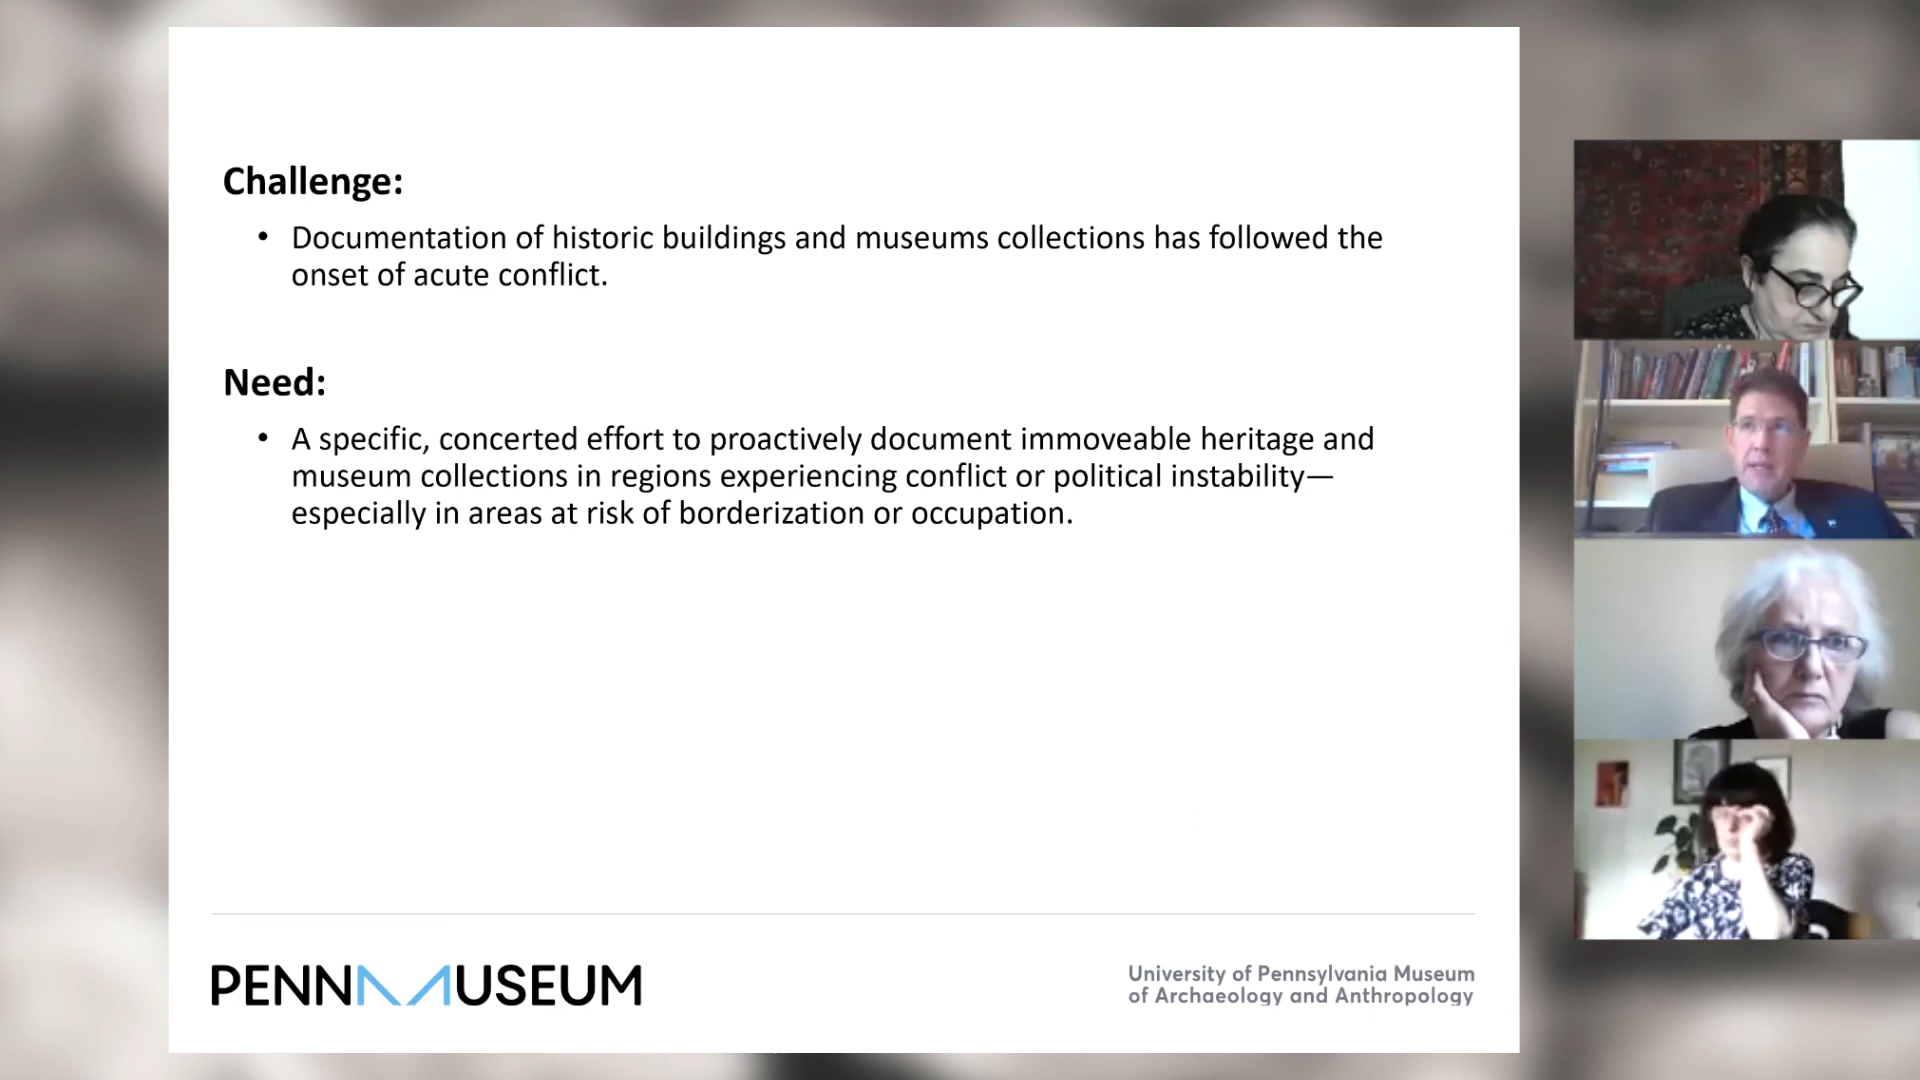 Challenge:
• Documentation of historic buildings and museums collections has followed the
onset of acute conflict.
Need:
• A specific, concerted effort to proactively document immoveable heritage and
museum collections in regions experiencing conflict or political instability—
especially in areas at risk of borderization or occupation.
PENN MUSEUM
University of Pennsylvania Museum
of Archaeology and Anthropology